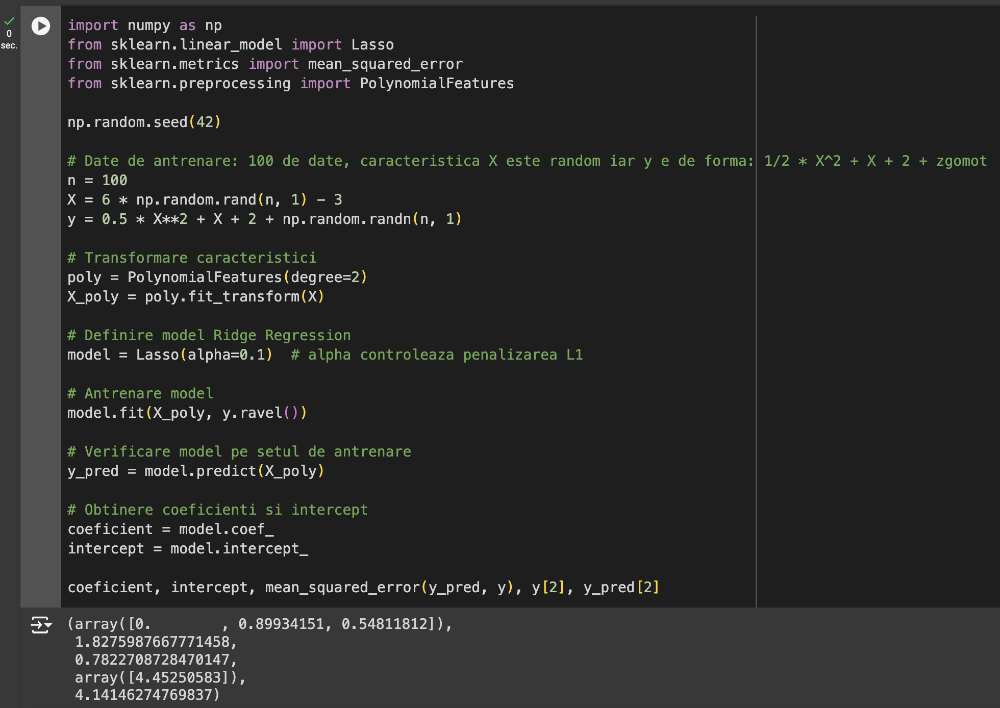 0
sec.
import numpy as np
from sklearn.linear_model import Lasso
from sklearn.metrics import mean_squared_error
from sklearn.preprocessing import PolynomialFeatures
np.random.seed(42)
# Date de antrenare: 100 de date, caracteristica X este random iar y e de forma: 1/2 * X^2 + X + 2 + zgomot
n = 100
X = 6 * np.random.rand(n, 1) - 3
y = 0.5 * X**2 + X + 2 + np.random.randn(n, 1)
# Transformare caracteristici
poly = PolynomialFeatures(degree=2)
X_poly = poly.fit_transform(X)
# Definire model Ridge Regression
model = Lasso(alpha=0.1)  # alpha controleaza penalizarea L1
# Antrenare model
model.fit(X_poly, y.ravel())
# Verificare model pe setul de antrenare
y_pred = model.predict(X_poly)
# Obtinere coeficienti si intercept
coeficient = model.coef_
intercept = model.intercept_
coeficient, intercept, mean_squared_error(y_pred, y), y[2], y_pred[2]
(array([0.        , 0.89934151, 0.54811812]),
1.8275987667771458,
0.7822708728470147,
array([4.45250583]),
4.14146274769837)